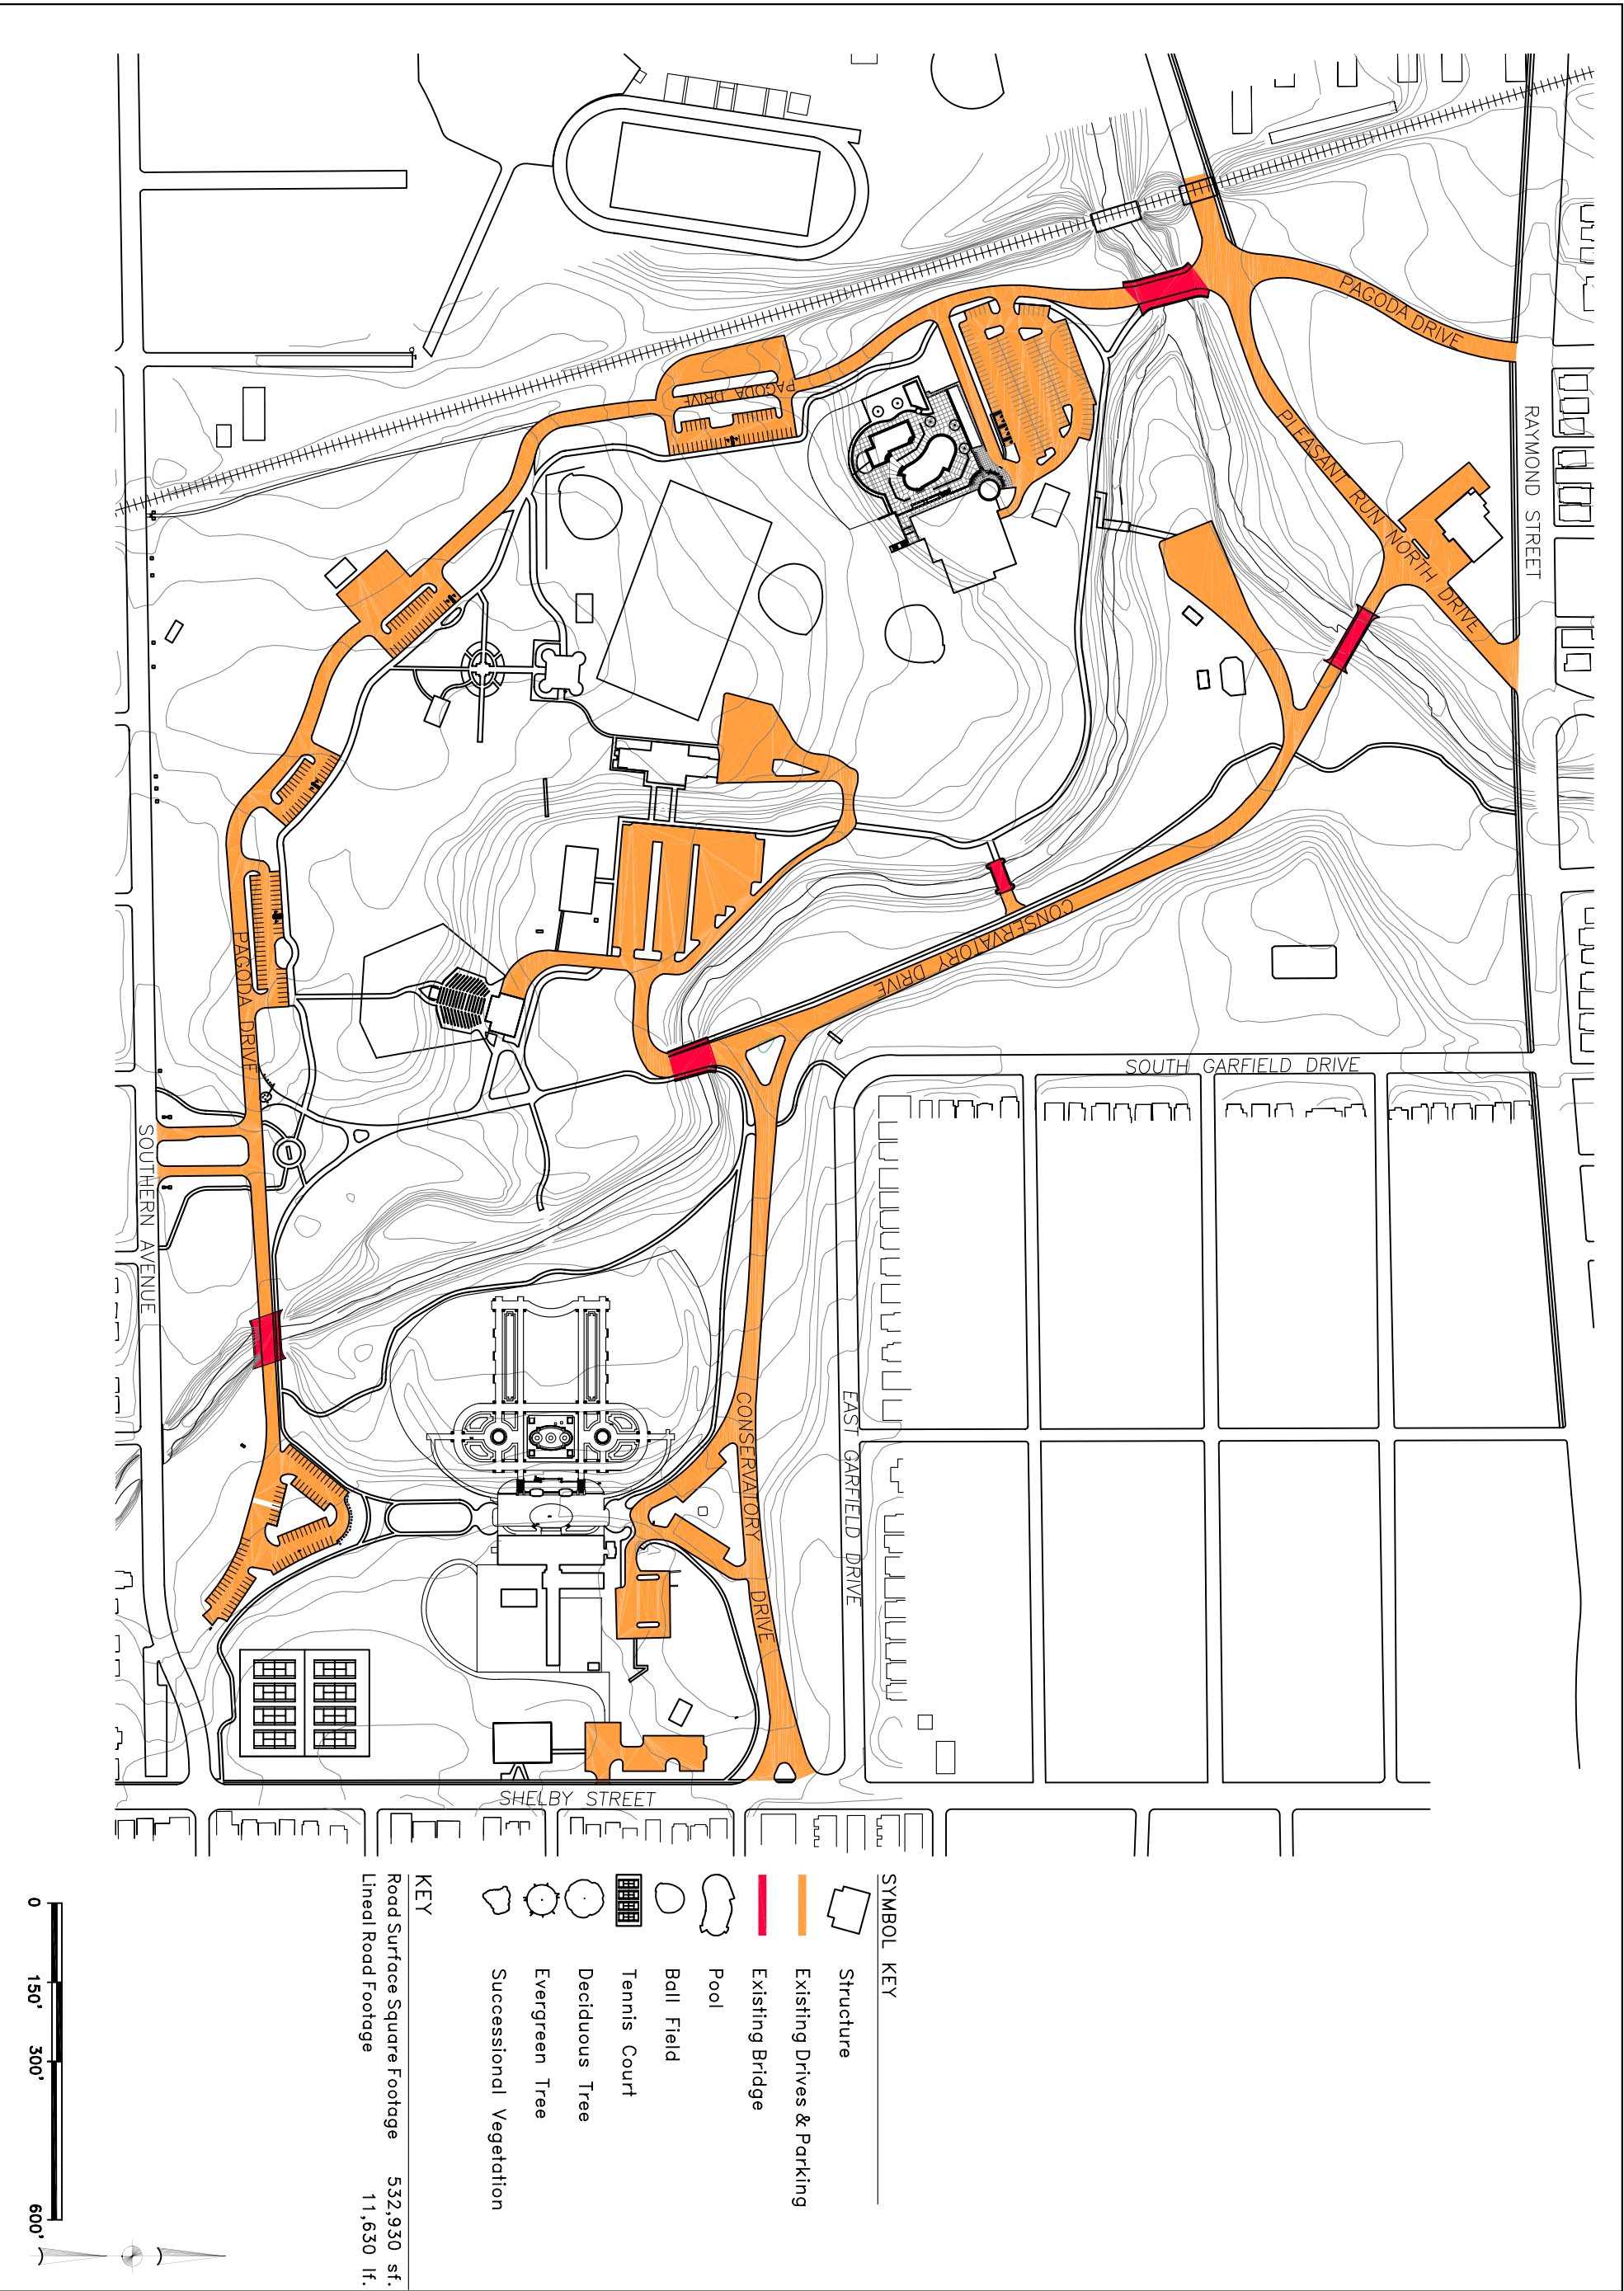 RAYMOND STREET
PAGODA DRIVE
PLEASANT RUN NORTH DRIVE
PAGODA DRIVE
CONSERVATORY DRIVE
SOUTH GARFIELD DRIVE
PAGODA DRIVE
SOUTHERN AVENUE
EAST GARFIELD DRIVE
CONSERVATORY DRIVE
SHELBY STREET
SYMBOL KEY
Structure
Existing Drives & Parking
Existing Bridge
Pool
Ball Field
Tennis Court
Deciduous Tree
Evergreen Tree
Successional Vegetation
KEY
Road Surface Square Footage 532,930 sf.
Lineal Road Footage 11,630 lf.
0 150' 300' 600'